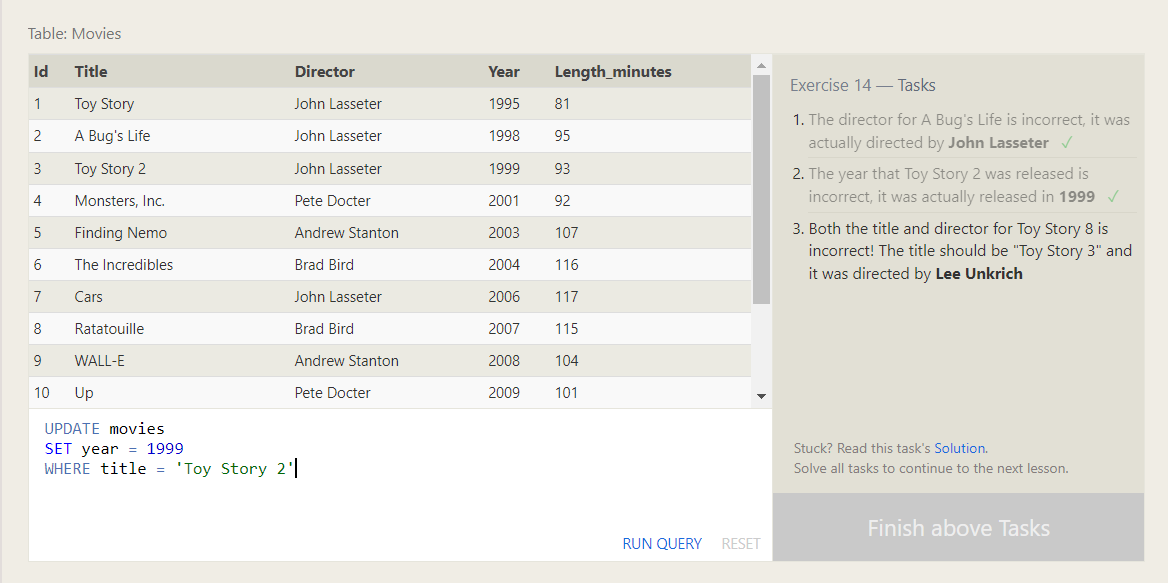 Table: Movies
Id Title Director Year Length_minutes
1 Toy Story John Lasseter 1995 81
2 A Bug's Life John Lasseter 1998 95
3 Toy Story 2 John Lasseter 1999 93
4 Monsters, Inc. Pete Docter 2001 92
5 Finding Nemo Andrew Stanton 2003 107
6 The Incredibles Brad Bird 2004 116
7 Cars John Lasseter 2006 117
8 Ratatouille Brad Bird 2007 115
9 WALL-E Andrew Stanton 2008 104
10 Up Pete Docter 2009 101
UPDATE movies
SET year = 1999
WHERE title = 'Toy Story 2'
RUN QUERY RESET
Exercise 14 — Tasks
1. The director for A Bug's Life is incorrect, it was
actually directed by John Lasseter ✓
2. The year that Toy Story 2 was released is
incorrect, it was actually released in 1999 ✓
3. Both the title and director for Toy Story 8 is
incorrect! The title should be "Toy Story 3" and
it was directed by Lee Unkrich
Stuck? Read this task's Solution.
Solve all tasks to continue to the next lesson.
Finish above Tasks